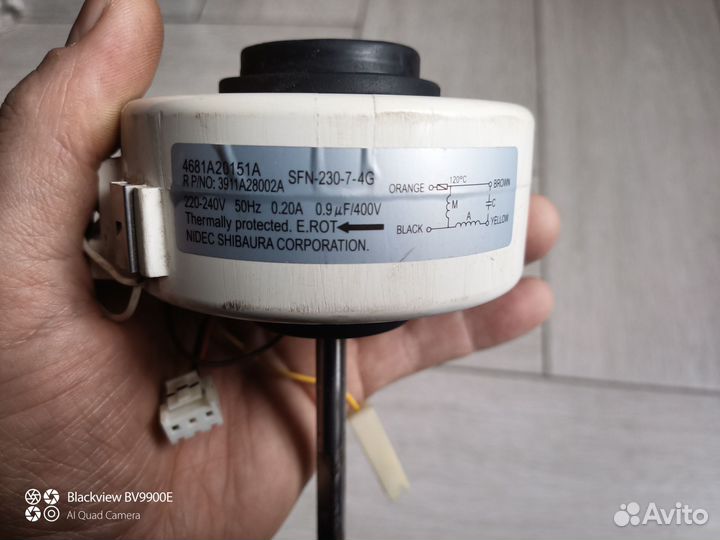 4681A20151A
R P/NO: 3911A28002A SFN-230-7-4G
220-240V 50Hz 0.20A 0.9µF/400V
Thermally protected. E.ROT
NIDEC SHIBAURA CORPORATION.
120°C
ORANGE BROWN
M C
A
BLACK YELLOW
Blackview BV9900E
AI Quad Camera
Avito